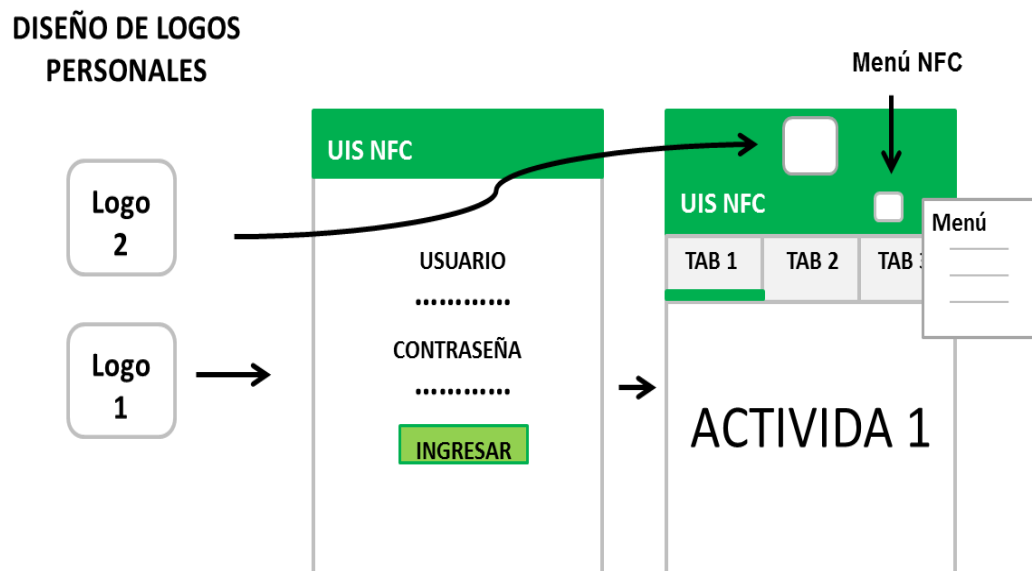 DISEÑO DE LOGOS
PERSONALES
Logo
2
Logo
1
UIS NFC
USUARIO
............
CONTRASEÑA
............
INGRESAR
Menú NFC
UIS NFC
Menú
TAB 1
TAB 2
TAB
ACTIVIDA 1